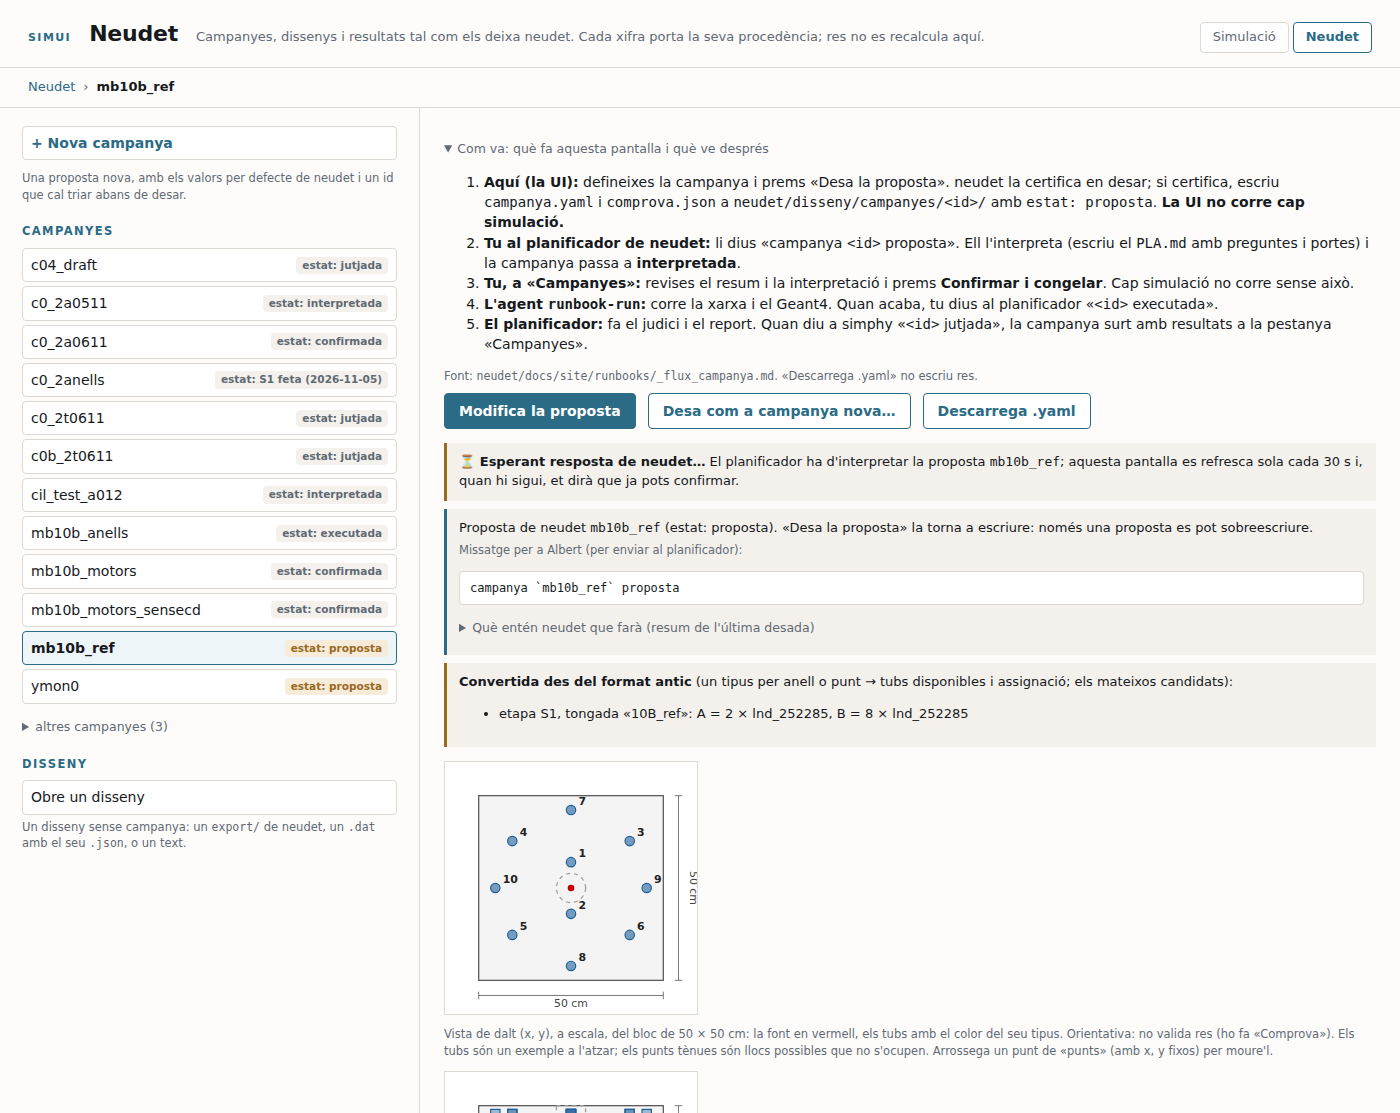 SIMUI Neudet Campanyes, dissenys i resultats tal com els deixa neudet. Cada xifra porta la seva procedència; res no es recalcula aquí. Simulació Neudet
Neudet › mb10b_ref
+ Nova campanya
Una proposta nova, amb els valors per defecte de neudet i un id
que cal triar abans de desar.
CAMPANYES
c04_draft estat: jutjada
c0_2a0511 estat: interpretada
c0_2a0611 estat: confirmada
c0_2anells estat: S1 feta (2026-11-05)
c0_2t0611 estat: jutjada
c0b_2t0611 estat: jutjada
cil_test_a012 estat: interpretada
mb10b_anells estat: executada
mb10b_motors estat: confirmada
mb10b_motors_sensecd estat: confirmada
mb10b_ref estat: proposta
ymon0 estat: proposta
▶ altres campanyes (3)
DISSENY
Obre un disseny
Un disseny sense campanya: un export/ de neudet, un .dat
amb el seu .json, o un text.
▼ Com va: què fa aquesta pantalla i què ve després
1. Aquí (la UI): defineixes la campanya i prems «Desa la proposta». neudet la certifica en desar; si certifica, escriu
campanya.yaml i comprova.json a neudet/disseny/campanyes/<id>/ amb estat: proposta. La UI no corre cap
simulació.
2. Tu al planificador de neudet: li dius «campanya <id> proposta». Ell l'interpreta (escriu el PLA.md amb preguntes i portes) i
la campanya passa a interpretada.
3. Tu, a «Campanyes»: revises el resum i la interpretació i prems Confirmar i congelar. Cap simulació no corre sense això.
4. L'agent runbook-run: corre la xarxa i el Geant4. Quan acaba, tu dius al planificador «<id> executada».
5. El planificador: fa el judici i el report. Quan diu a simphy «<id> jutjada», la campanya surt amb resultats a la pestanya
«Campanyes».
Font: neudet/docs/site/runbooks/_flux_campanya.md. «Descarrega .yaml» no escriu res.
Modifica la proposta Desa com a campanya nova… Descarrega .yaml
⏳ Esperant resposta de neudet… El planificador ha d'interpretar la proposta mb10b_ref; aquesta pantalla es refresca sola cada 30 s i,
quan hi sigui, et dirà que ja pots confirmar.
Proposta de neudet mb10b_ref (estat: proposta). «Desa la proposta» la torna a escriure: només una proposta es pot sobreescriure.
Missatge per a Albert (per enviar al planificador):
campanya `mb10b_ref` proposta
▶ Què entén neudet que farà (resum de l'última desada)
Convertida des del format antic (un tipus per anell o punt → tubs disponibles i assignació; els mateixos candidats):
• etapa S1, tongada «10B_ref»: A = 2 × lnd_252285, B = 8 × lnd_252285
7
4 3
1
10 9
2
5 6
8
50 cm
50 cm
Vista de dalt (x, y), a escala, del bloc de 50 × 50 cm: la font en vermell, els tubs amb el color del seu tipus. Orientativa: no valida res (ho fa «Comprova»). Els
tubs són un exemple a l'atzar; els punts tènues són llocs possibles que no s'ocupen. Arrossega un punt de «punts» (amb x, y fixos) per moure'l.